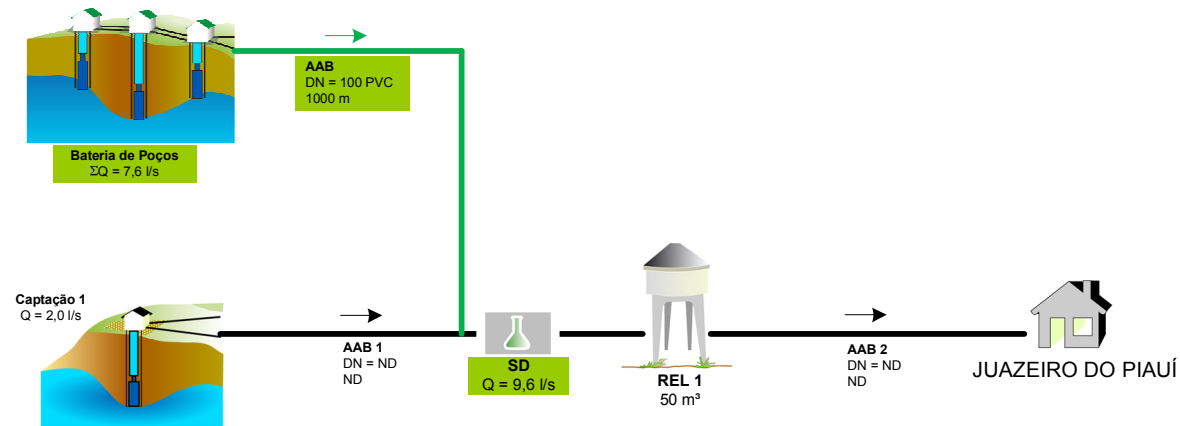 AAB
DN = 100 PVC
1000 m
Bateria de Poços
ΣQ = 7,6 l/s
Captação 1
Q = 2,0 l/s
AAB 1
DN = ND
ND
SD
Q = 9,6 l/s
REL 1
50 m³
AAB 2
DN = ND
ND
JUAZEIRO DO PIAUÍ